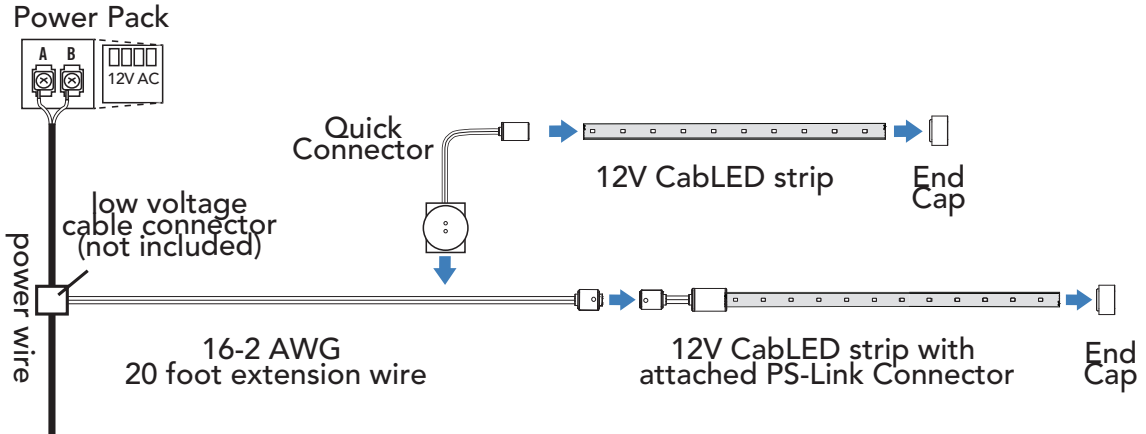 Power Pack
A B
12V AC
Quick
Connector
12V CabLED strip
End
Cap
low voltage
cable connector
(not included)
power wire
16-2 AWG
20 foot extension wire
12V CabLED strip with
attached PS-Link Connector
End
Cap